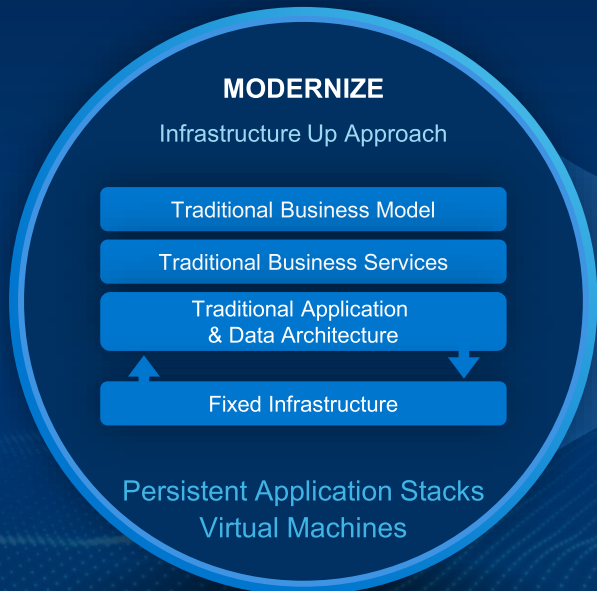 MODERNIZE
Infrastructure Up Approach
Traditional Business Model
Traditional Business Services
Traditional Application
& Data Architecture
Fixed Infrastructure
Persistent Application Stacks
Virtual Machines